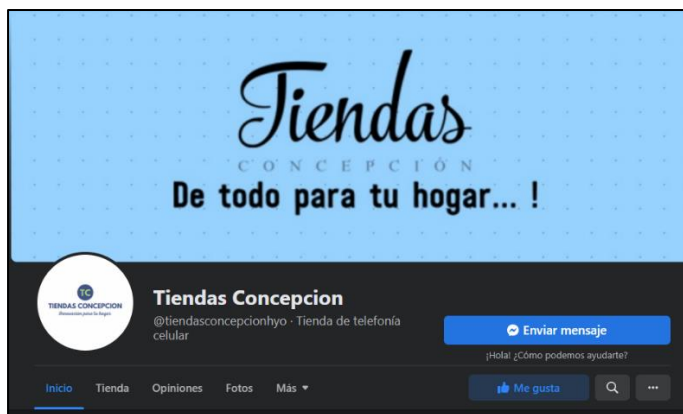 Tiendas
CONCEPCIÓN
De todo para tu hogar... !
TC
TIENDAS CONCEPCION
Tiendas Concepcion
@tiendasconcepcionhyo · Tienda de telefonía
celular
Enviar mensaje
¡Hola! ¿Cómo podemos ayudarte?
Inicio
Tienda
Opiniones
Fotos
Más
Me gusta